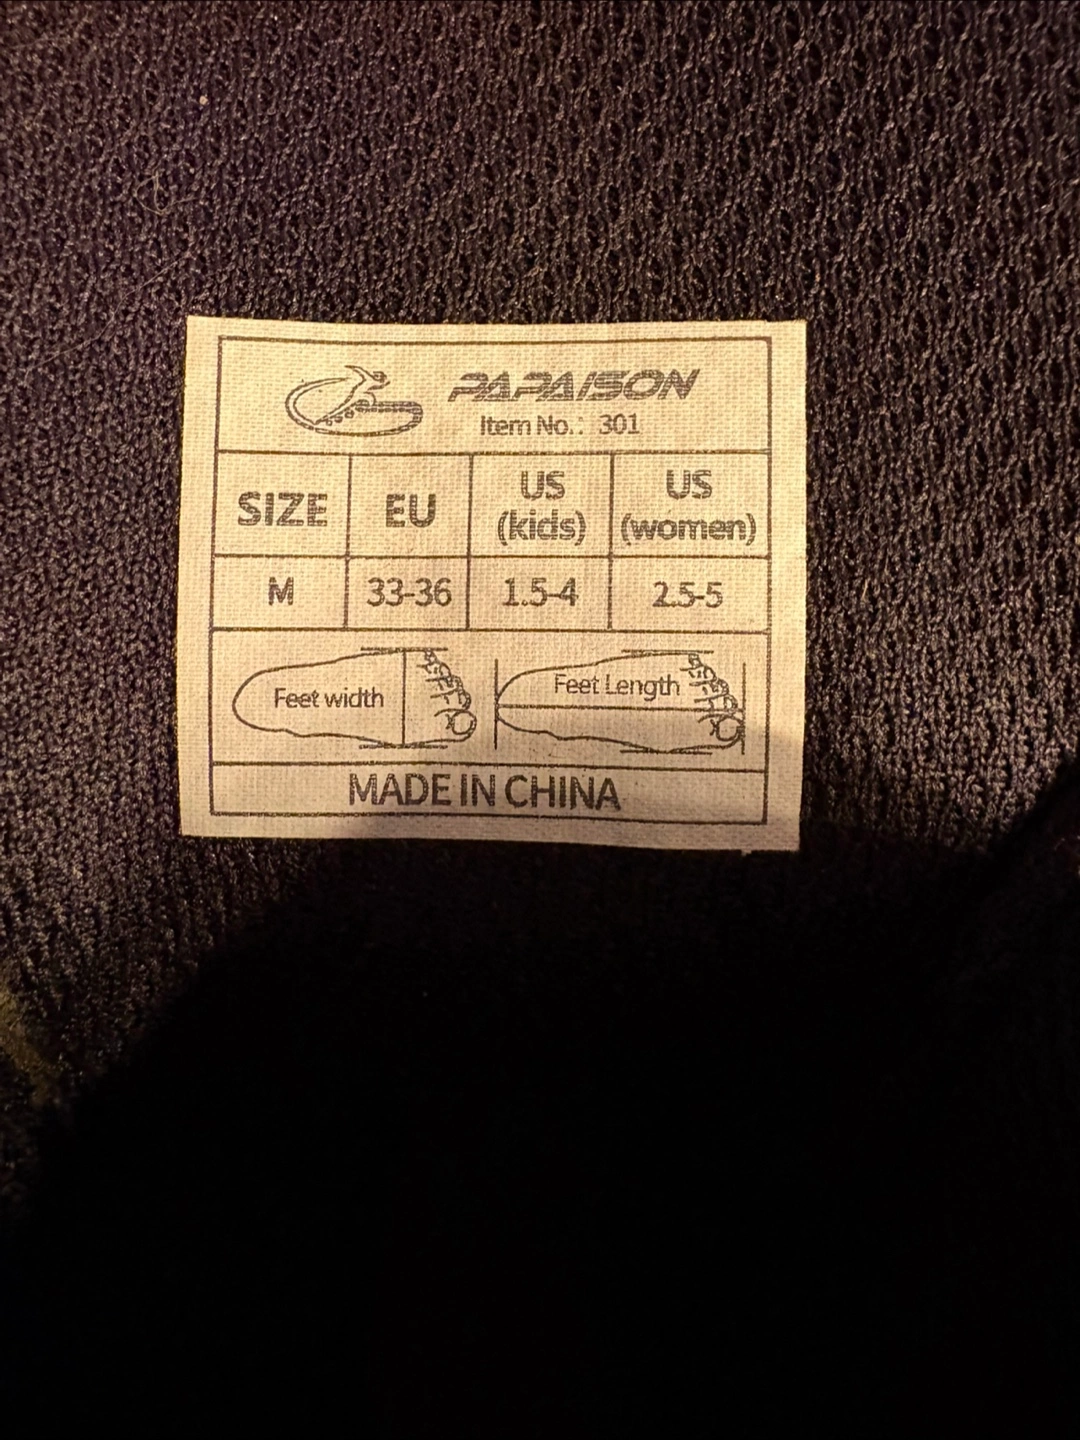 PAPAISON
Item No.: 301
SIZE EU US (kids) US (women)
M 33-36 1.5-4 2.5-5
Feet width Feet Length
MADE IN CHINA